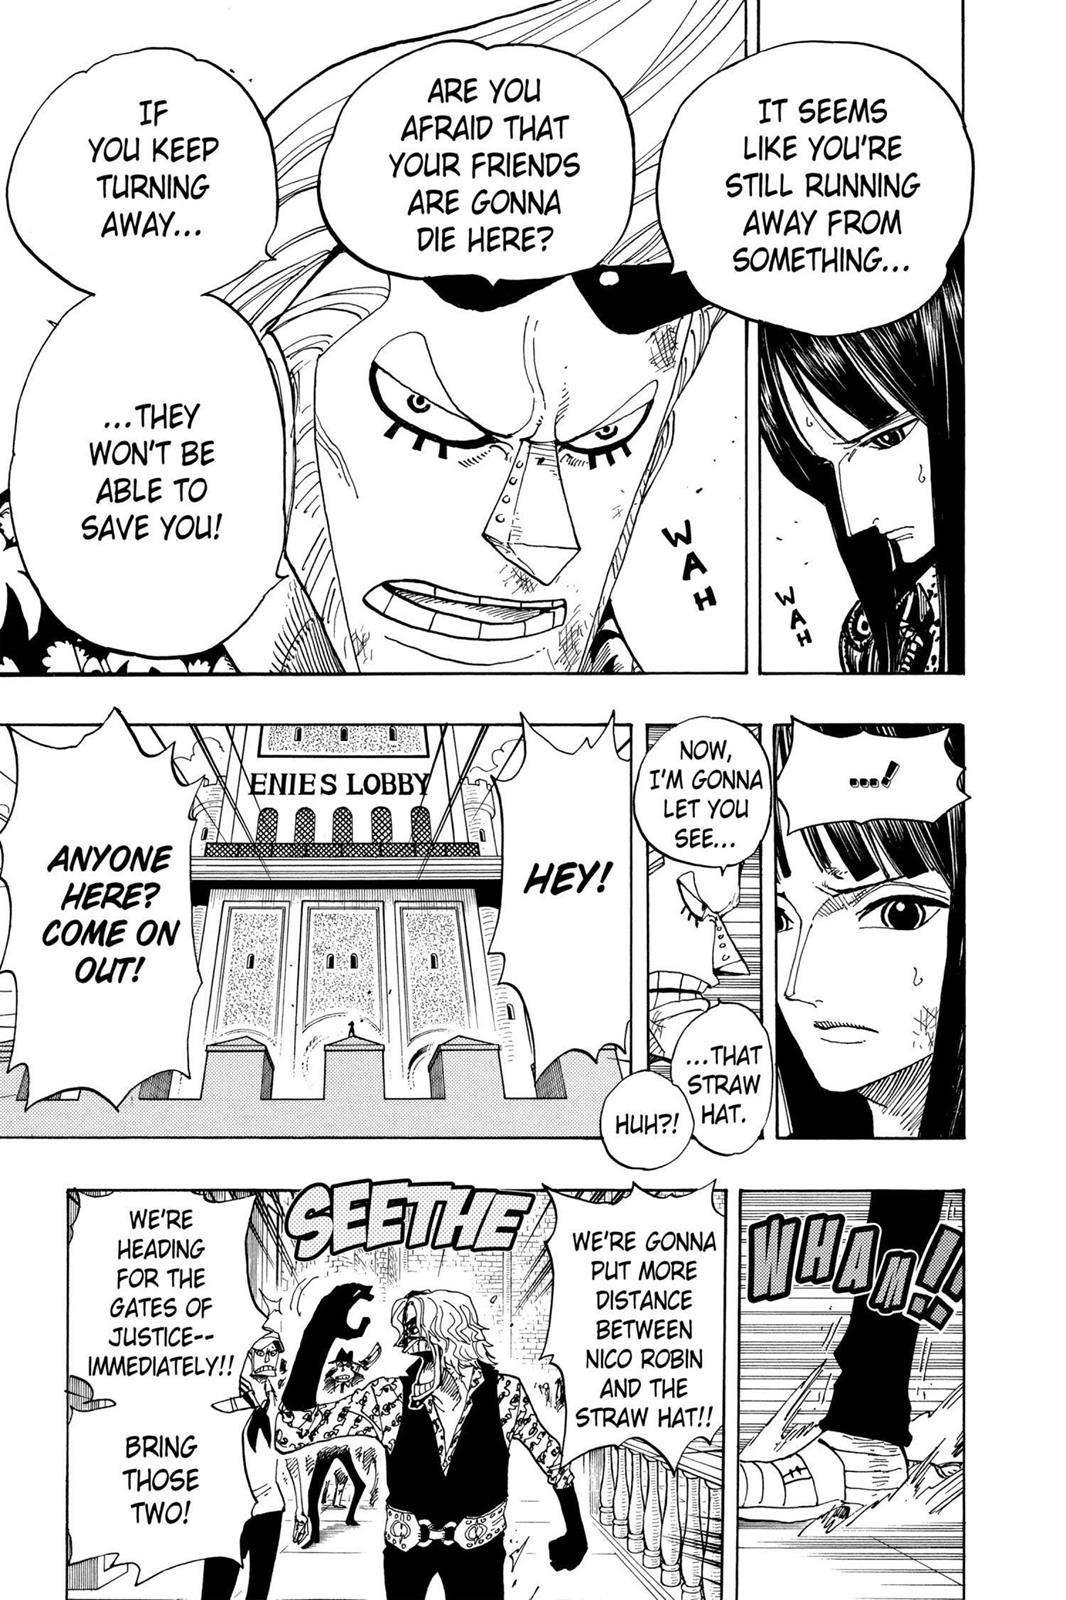 IT SEEMS
LIKE YOU'RE
STILL RUNNING
AWAY FROM
SOMETHING...
WAH
ARE YOU
AFRAID THAT
YOUR FRIENDS
ARE GONNA
DIE HERE?
WAH
IF
YOU KEEP
TURNING
AWAY...
...THEY
WON'T BE
ABLE TO
SAVE YOU!
....!
NOW,
I'M GONNA
LET YOU
SEE...
...THAT
STRAW
HAT.
HUH?!
HEY!
ENIES LOBBY
ANYONE
HERE?
COME ON
OUT!
WHAM!!
WE'RE GONNA
PUT MORE
DISTANCE
BETWEEN
NICO ROBIN
AND THE
STRAW HAT!!
SEETHE
WE'RE
HEADING
FOR THE
GATES OF
JUSTICE--
IMMEDIATELY!!
BRING
THOSE
TWO!